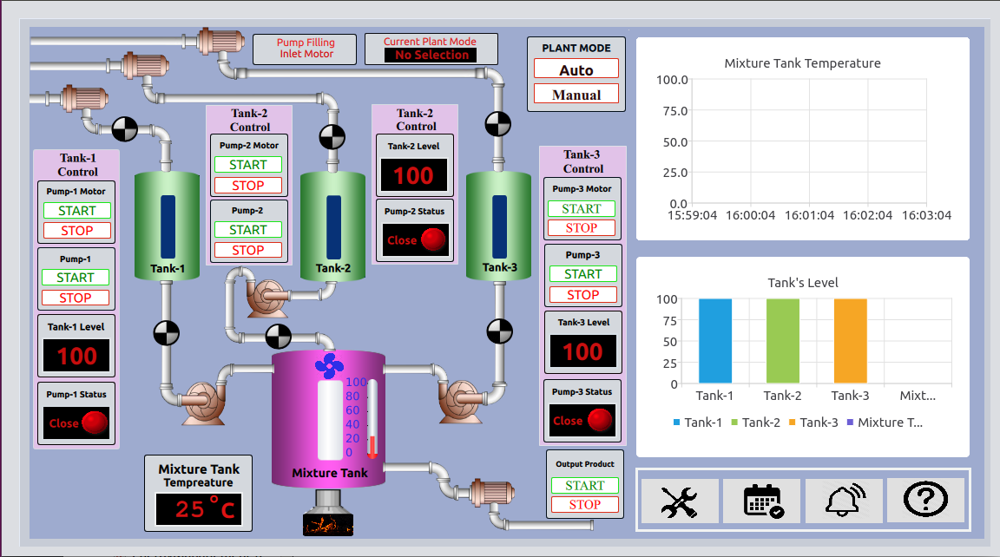 Pump Filling
Inlet Motor
Current Plant Mode
No Selection
PLANT MODE
Auto
Manual
Tank-1
Control
Pump-1 Motor
START
STOP
Pump-1
START
STOP
Tank-1 Level
100
Pump-1 Status
Close
Tank-1
Tank-2
Control
Pump-2 Motor
START
STOP
Pump-2
START
STOP
Tank-2
Tank-2
Control
Tank-2 Level
100
Pump-2 Status
Close
Tank-3
Tank-3
Control
Pump-3 Motor
START
STOP
Pump-3
START
STOP
Tank-3 Level
100
Pump-3 Status
Close
100
80
60
40
20
0
Mixture Tank
Mixture Tank
Tempreature
25°C
Output Product
START
STOP
Mixture Tank Temperature
100.0
75.0
50.0
25.0
0.0
15:59:04 16:00:04 16:01:04 16:02:04 16:03:04
Tank's Level
100
75
50
25
0
Tank-1 Tank-2 Tank-3 Mixt...
Tank-1 Tank-2 Tank-3 Mixture T...
?